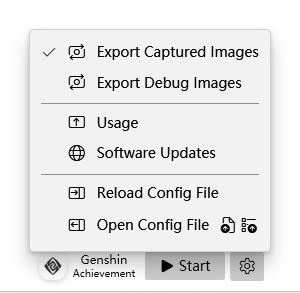 Export Captured Images
Export Debug Images
Usage
Software Updates
Reload Config File
Open Config File
Genshin
Achievement
Start